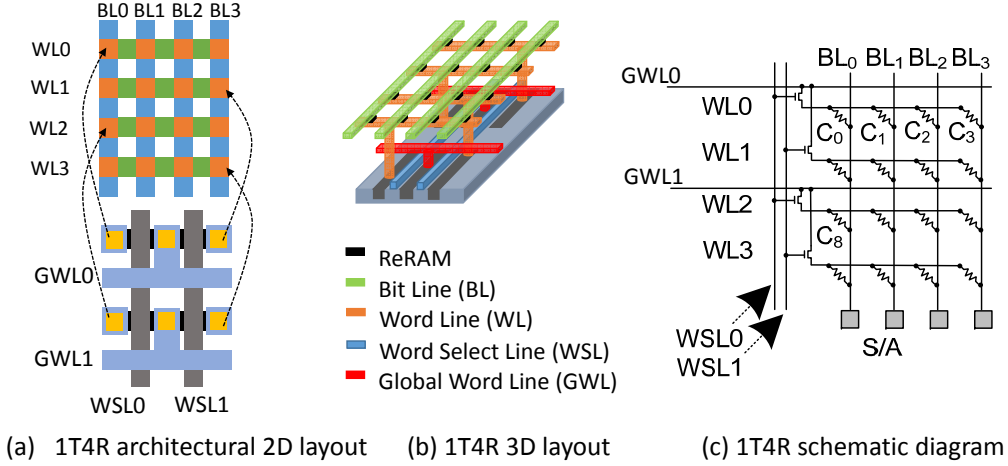 BL0 BL1 BL2 BL3
WL0
WL1
WL2
WL3
GWL0
GWL1
WSL0 WSL1
(a) 1T4R architectural 2D layout
ReRAM
Bit Line (BL)
Word Line (WL)
Word Select Line (WSL)
Global Word Line (GWL)
(b) 1T4R 3D layout
BL₀ BL₁ BL₂ BL₃
GWL0
WL0
C₀ C₁ C₂ C₃
WL1
GWL1
WL2
C₈
WL3
WSL0
WSL1
S/A
(c) 1T4R schematic diagram